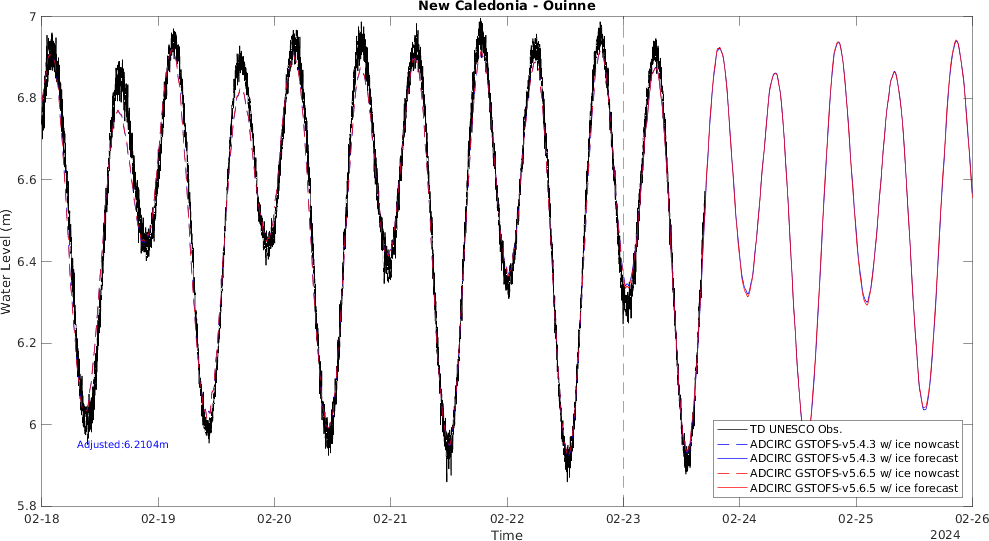 New Caledonia - Ouinne
7
6.8
6.6
6.4
6.2
6
5.8
Water Level (m)
Adjusted:6.2104m
TD UNESCO Obs.
ADCIRC GSTOFS-v5.4.3 w/ ice nowcast
ADCIRC GSTOFS-v5.4.3 w/ ice forecast
ADCIRC GSTOFS-v5.6.5 w/ ice nowcast
ADCIRC GSTOFS-v5.6.5 w/ ice forecast
02-18 02-19 02-20 02-21 02-22 02-23 02-24 02-25 02-26
Time
2024